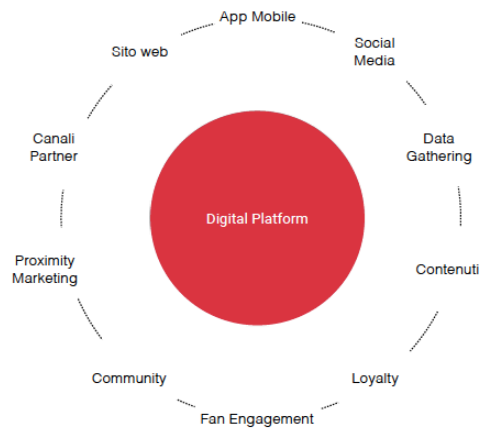 App Mobile
Social
Media
Data
Gathering
Contenuti
Loyalty
Fan Engagement
Community
Proximity
Marketing
Canali
Partner
Sito web
Digital Platform